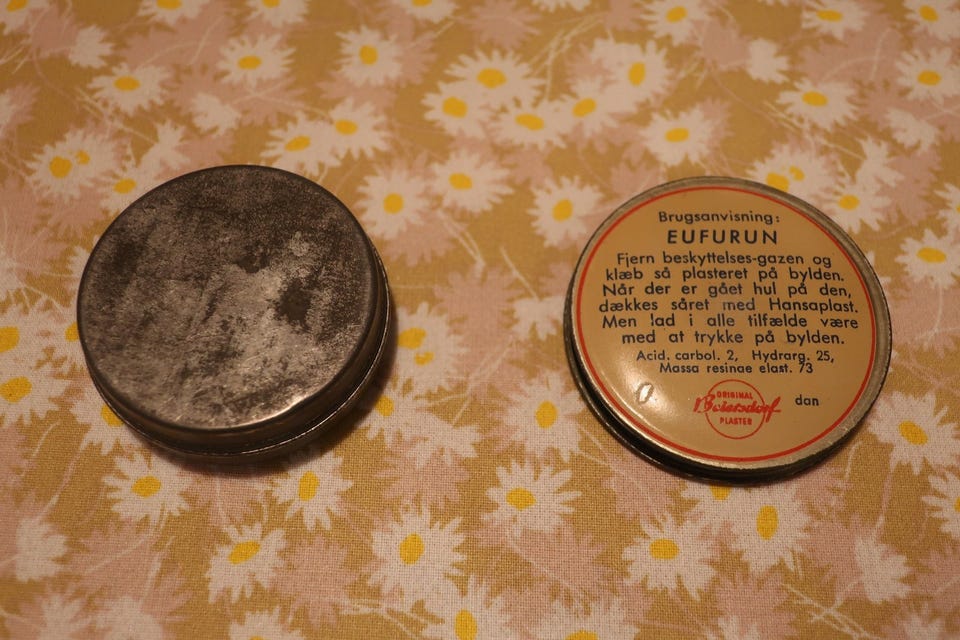 Brugsanvisning:
EUFURUN
Fjern beskyttelses-gazen og
klæb så plasteret på bylden.
Når der er gået hul på den,
dækkes såret med Hansaplast.
Men lad i alle tilfælde være
med at trykke på bylden.
Acid. carbol. 2, Hydrarg. 25,
Massa resinae elast. 73
ORIGINAL
Beiersdorf
PLASTER
dan